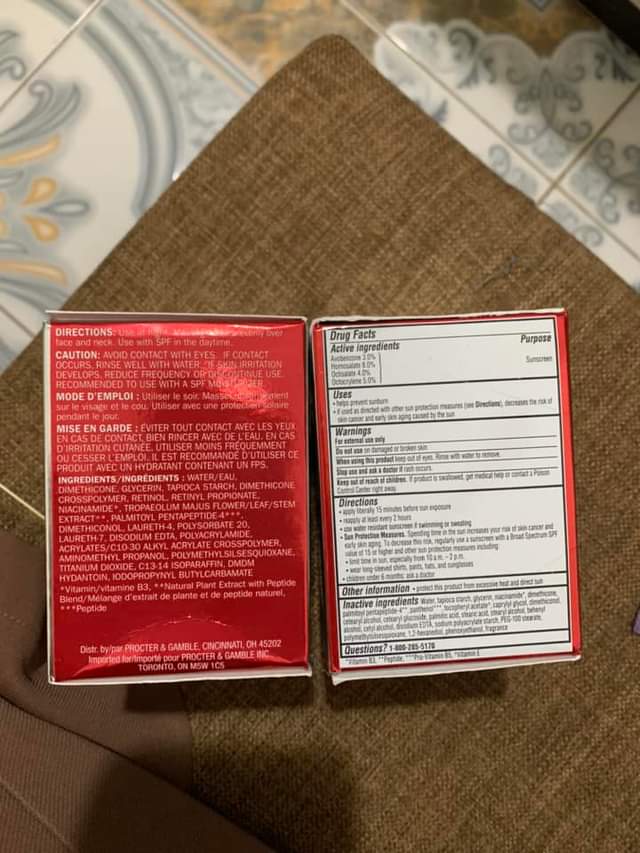 DIRECTIONS: Use at night. evenly over
face and neck. Use with SPF in the daytime.
CAUTION: AVOID CONTACT WITH EYES. IF CONTACT
OCCURS, RINSE WELL WITH WATER. IF SKIN IRRITATION
DEVELOPS, REDUCE FREQUENCY OR DISCONTINUE USE.
RECOMMENDED TO USE WITH A SPF MOISTURIZER.
MODE D'EMPLOI : Utiliser le soir. Masser
sur le visage et le cou. Utiliser avec une protection solaire
pendant le jour.
MISE EN GARDE : ÉVITER TOUT CONTACT AVEC LES YEUX.
EN CAS DE CONTACT, BIEN RINCER AVEC DE L'EAU. EN CAS
D'IRRITATION CUTANÉE, UTILISER MOINS FRÉQUEMMENT
OU CESSER L'EMPLOI. IL EST RECOMMANDÉ D'UTILISER CE
PRODUIT AVEC UN HYDRATANT CONTENANT UN FPS.
INGREDIENTS/INGRÉDIENTS : WATER/EAU,
DIMETHICONE, GLYCERIN, TAPIOCA STARCH, DIMETHICONE
CROSSPOLYMER, RETINOL, RETINYL PROPIONATE,
NIACINAMIDE*, TROPAEOLUM MAJUS FLOWER/LEAF/STEM
EXTRACT**, PALMITOYL PENTAPEPTIDE-4***,
DIMETHICONOL, LAURETH-4, POLYSORBATE 20,
LAURETH-7, DISODIUM EDTA, POLYACRYLAMIDE,
ACRYLATES/C10-30 ALKYL ACRYLATE CROSSPOLYMER,
AMINOMETHYL PROPANOL, POLYMETHYLSILSESQUIOXANE,
TITANIUM DIOXIDE, C13-14 ISOPARAFFIN, DMDM
HYDANTOIN, IODOPROPYNYL BUTYLCARBAMATE
*Vitamin/vitamine B3, **Natural Plant Extract with Peptide
Blend/Mélange d'extrait de plante et de peptide naturel,
***Peptide
Distr. by/par PROCTER & GAMBLE, CINCINNATI, OH 45202
Imported for/Importé pour PROCTER & GAMBLE INC.
TORONTO, ON M5W 1C5
Drug Facts
Active ingredients Purpose
Avobenzone 3.0%
Homosalate 9.0% Sunscreen
Octisalate 4.0%
Octocrylene 5.0%
Uses
• helps prevent sunburn
• if used as directed with other sun protection measures (see Directions), decreases the risk of
skin cancer and early skin aging caused by the sun
Warnings
For external use only
Do not use on damaged or broken skin
When using this product keep out of eyes. Rinse with water to remove.
Stop use and ask a doctor if rash occurs.
Keep out of reach of children. If product is swallowed, get medical help or contact a Poison
Control Center right away.
Directions
• apply liberally 15 minutes before sun exposure
• reapply at least every 2 hours
• use water resistant sunscreen if swimming or sweating
• Sun Protection Measures. Spending time in the sun increases your risk of skin cancer and
early skin aging. To decrease this risk, regularly use a sunscreen with a Broad Spectrum SPF
value of 15 or higher and other sun protection measures including:
• limit time in sun, especially from 10 a.m. – 2 p.m.
• wear long-sleeved shirts, pants, hats, and sunglasses
• children under 6 months: ask a doctor
Other information • protect this product from excessive heat and direct sun
Inactive ingredients Water, tapioca starch, glycerin, niacinamide*, dimethicone,
palmitoyl pentapeptide-4**, panthenol***, tocopheryl acetate^, caprylyl glycol, dimethiconol,
cetearyl alcohol, cetearyl glucoside, palmitic acid, stearic acid, stearyl alcohol, behenyl
alcohol, cetyl alcohol, disodium EDTA, sodium polyacrylate starch, PEG-100 stearate,
polymethylsilsesquioxane, 1,2-hexanediol, phenoxyethanol, fragrance
Questions? 1-800-285-5170
*Vitamin B3, **Peptide, ***Pro-Vitamin B5, ^Vitamin E